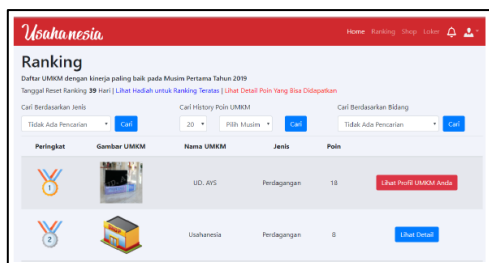 Usahanesia
Home Ranking Shop Loker
Ranking
Daftar UMKM dengan kinerja paling baik pada Musim Pertama Tahun 2019
Tanggal Reset Ranking 39 Hari | Lihat Hadiah untuk Ranking Teratas | Lihat Detail Poin Yang Bisa Didapatkan
Cari Berdasarkan Jenis Cari History Poin UMKM Cari Berdasarkan Bidang
Tidak Ada Pencarian Cari 20 Pilih Musim Cari Tidak Ada Pencarian Cari
Peringkat Gambar UMKM Nama UMKM Jenis Poin
1 UD. AYS Perdagangan 18 Lihat Profil UMKM Anda
2 Usahanesia Perdagangan 8 Lihat Detail